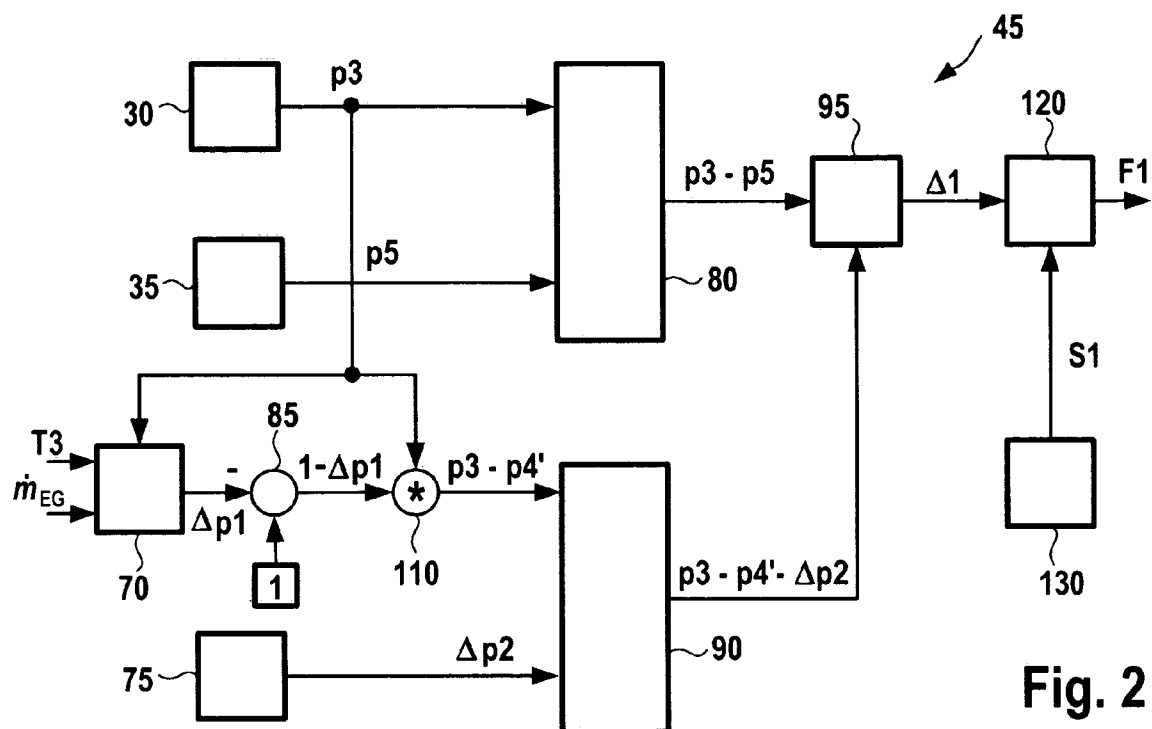 45
p3
30
95
120
p3 - p5
Δ1
F1
p5
35
80
S1
85
T3
-
1-Δp1
p3 - p4'
ṁEG
Δp1
*
70
1
110
p3 - p4' - Δp2
130
75
Δp2
90
Fig. 2